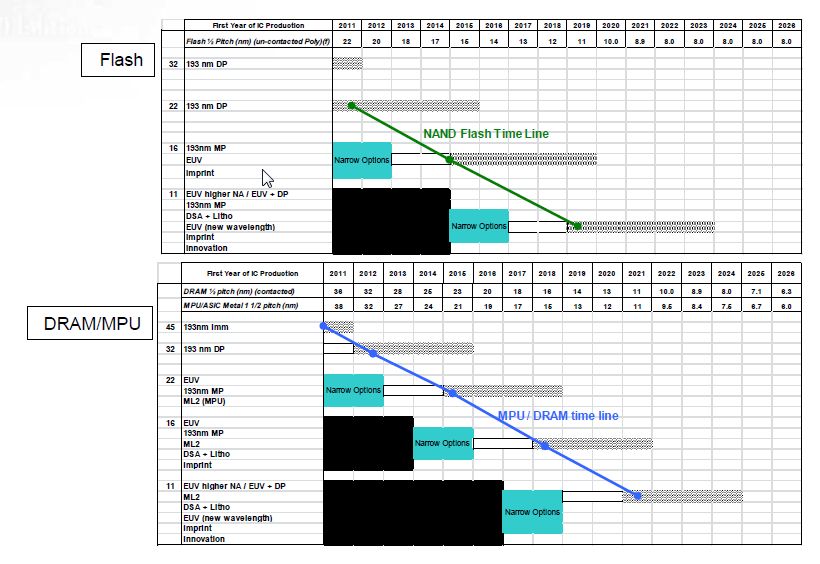 First Year of IC Production 2011 2012 2013 2014 2015 2016 2017 2018 2019 2020 2021 2022 2023 2024 2025 2026
Flash ½ Pitch (nm) (un-contacted Poly)(f) 22 20 18 17 15 14 13 12 11 10.0 8.9 8.0 8.0 8.0 8.0 8.0
Flash
32 193 nm DP
22 193 nm DP
NAND Flash Time Line
16 193nm MP
EUV
Narrow Options
Imprint
11 EUV higher NA / EUV + DP
193nm MP
DSA + Litho
EUV (new wavelength)
Narrow Options
Imprint
Innovation
First Year of IC Production 2011 2012 2013 2014 2015 2016 2017 2018 2019 2020 2021 2022 2023 2024 2025 2026
DRAM ½ pitch (nm) (contacted) 36 32 28 25 23 20 18 16 14 13 11 10.0 8.9 8.0 7.1 6.3
MPU/ASIC Metal 1 1/2 pitch (nm) 38 32 27 24 21 19 17 15 13 12 11 9.5 8.4 7.5 6.7 6.0
DRAM/MPU
45 193nm Imm
32 193 nm DP
22 EUV
193nm MP
Narrow Options
ML2 (MPU)
MPU / DRAM time line
16 EUV
193nm MP
ML2
Narrow Options
DSA + Litho
Imprint
11 EUV higher NA / EUV + DP
ML2
DSA + Litho
Narrow Options
EUV (new wavelength)
Imprint
Innovation